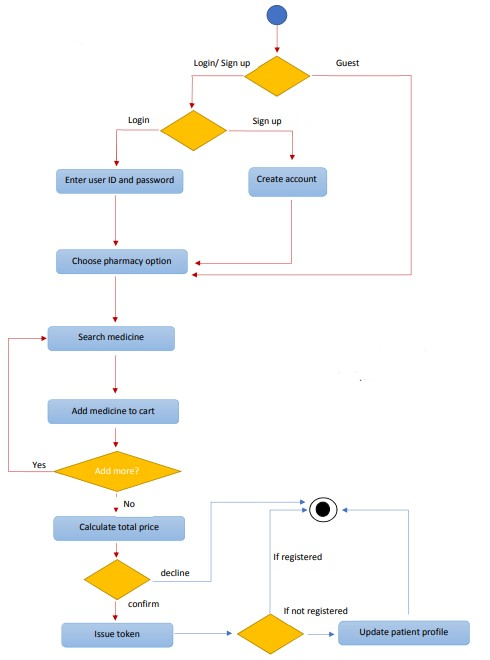 Login/ Sign up
Guest
Login
Sign up
Enter user ID and password
Create account
Choose pharmacy option
Search medicine
Add medicine to cart
Yes
Add more?
No
Calculate total price
decline
If registered
confirm
If not registered
Issue token
Update patient profile